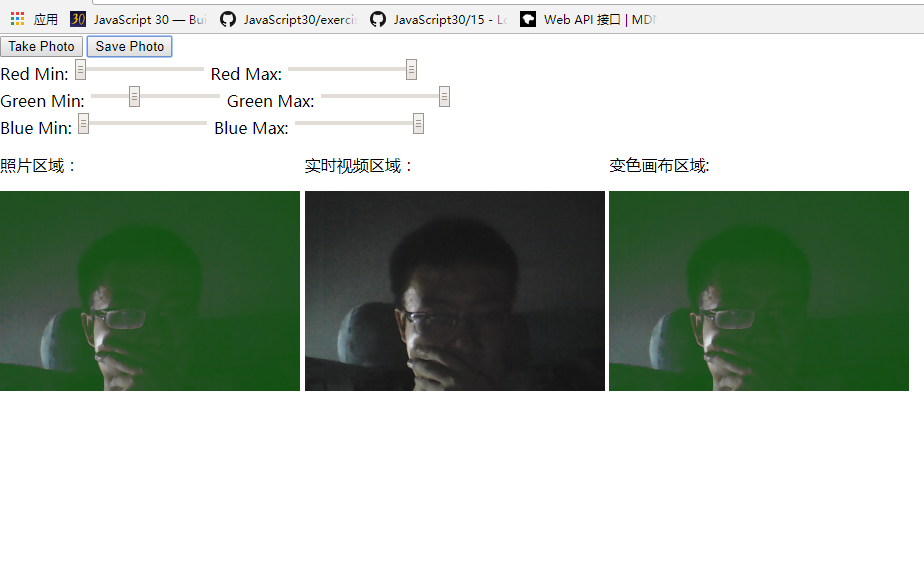 应用 JavaScript 30 — Bui JavaScript30/exercis JavaScript30/15 - Lo Web API 接口 | MDN
Take Photo Save Photo
Red Min: Red Max:
Green Min: Green Max:
Blue Min: Blue Max:
照片区域： 实时视频区域： 变色画布区域: